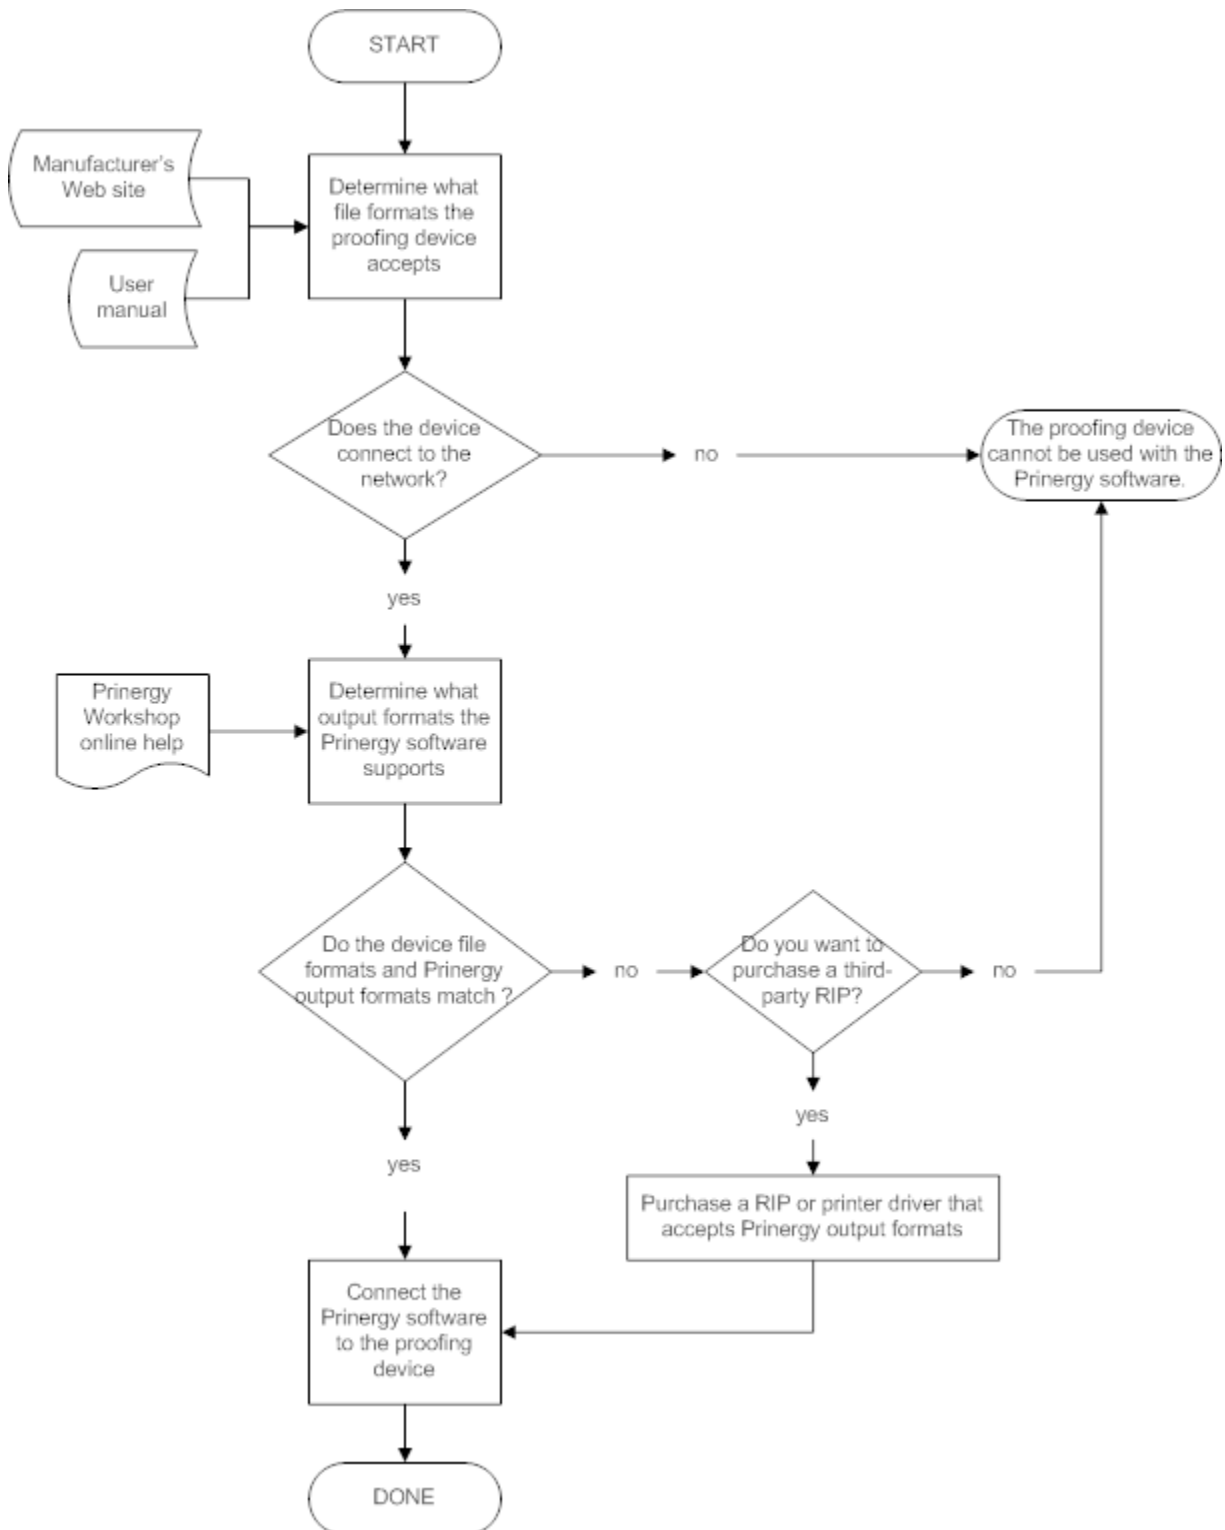 START
Manufacturer's
Web site
Determine what
file formats the
proofing device
accepts
User
manual
Does the device
connect to the
network?
no
The proofing device
cannot be used with the
Prinergy software.
yes
Prinergy
Workshop
online help
Determine what
output formats the
Prinergy software
supports
Do the device file
formats and Prinergy
output formats match ?
no
Do you want to
purchase a third-
party RIP?
no
yes
yes
Purchase a RIP or printer driver that
accepts Prinergy output formats
Connect the
Prinergy software
to the proofing
device
DONE